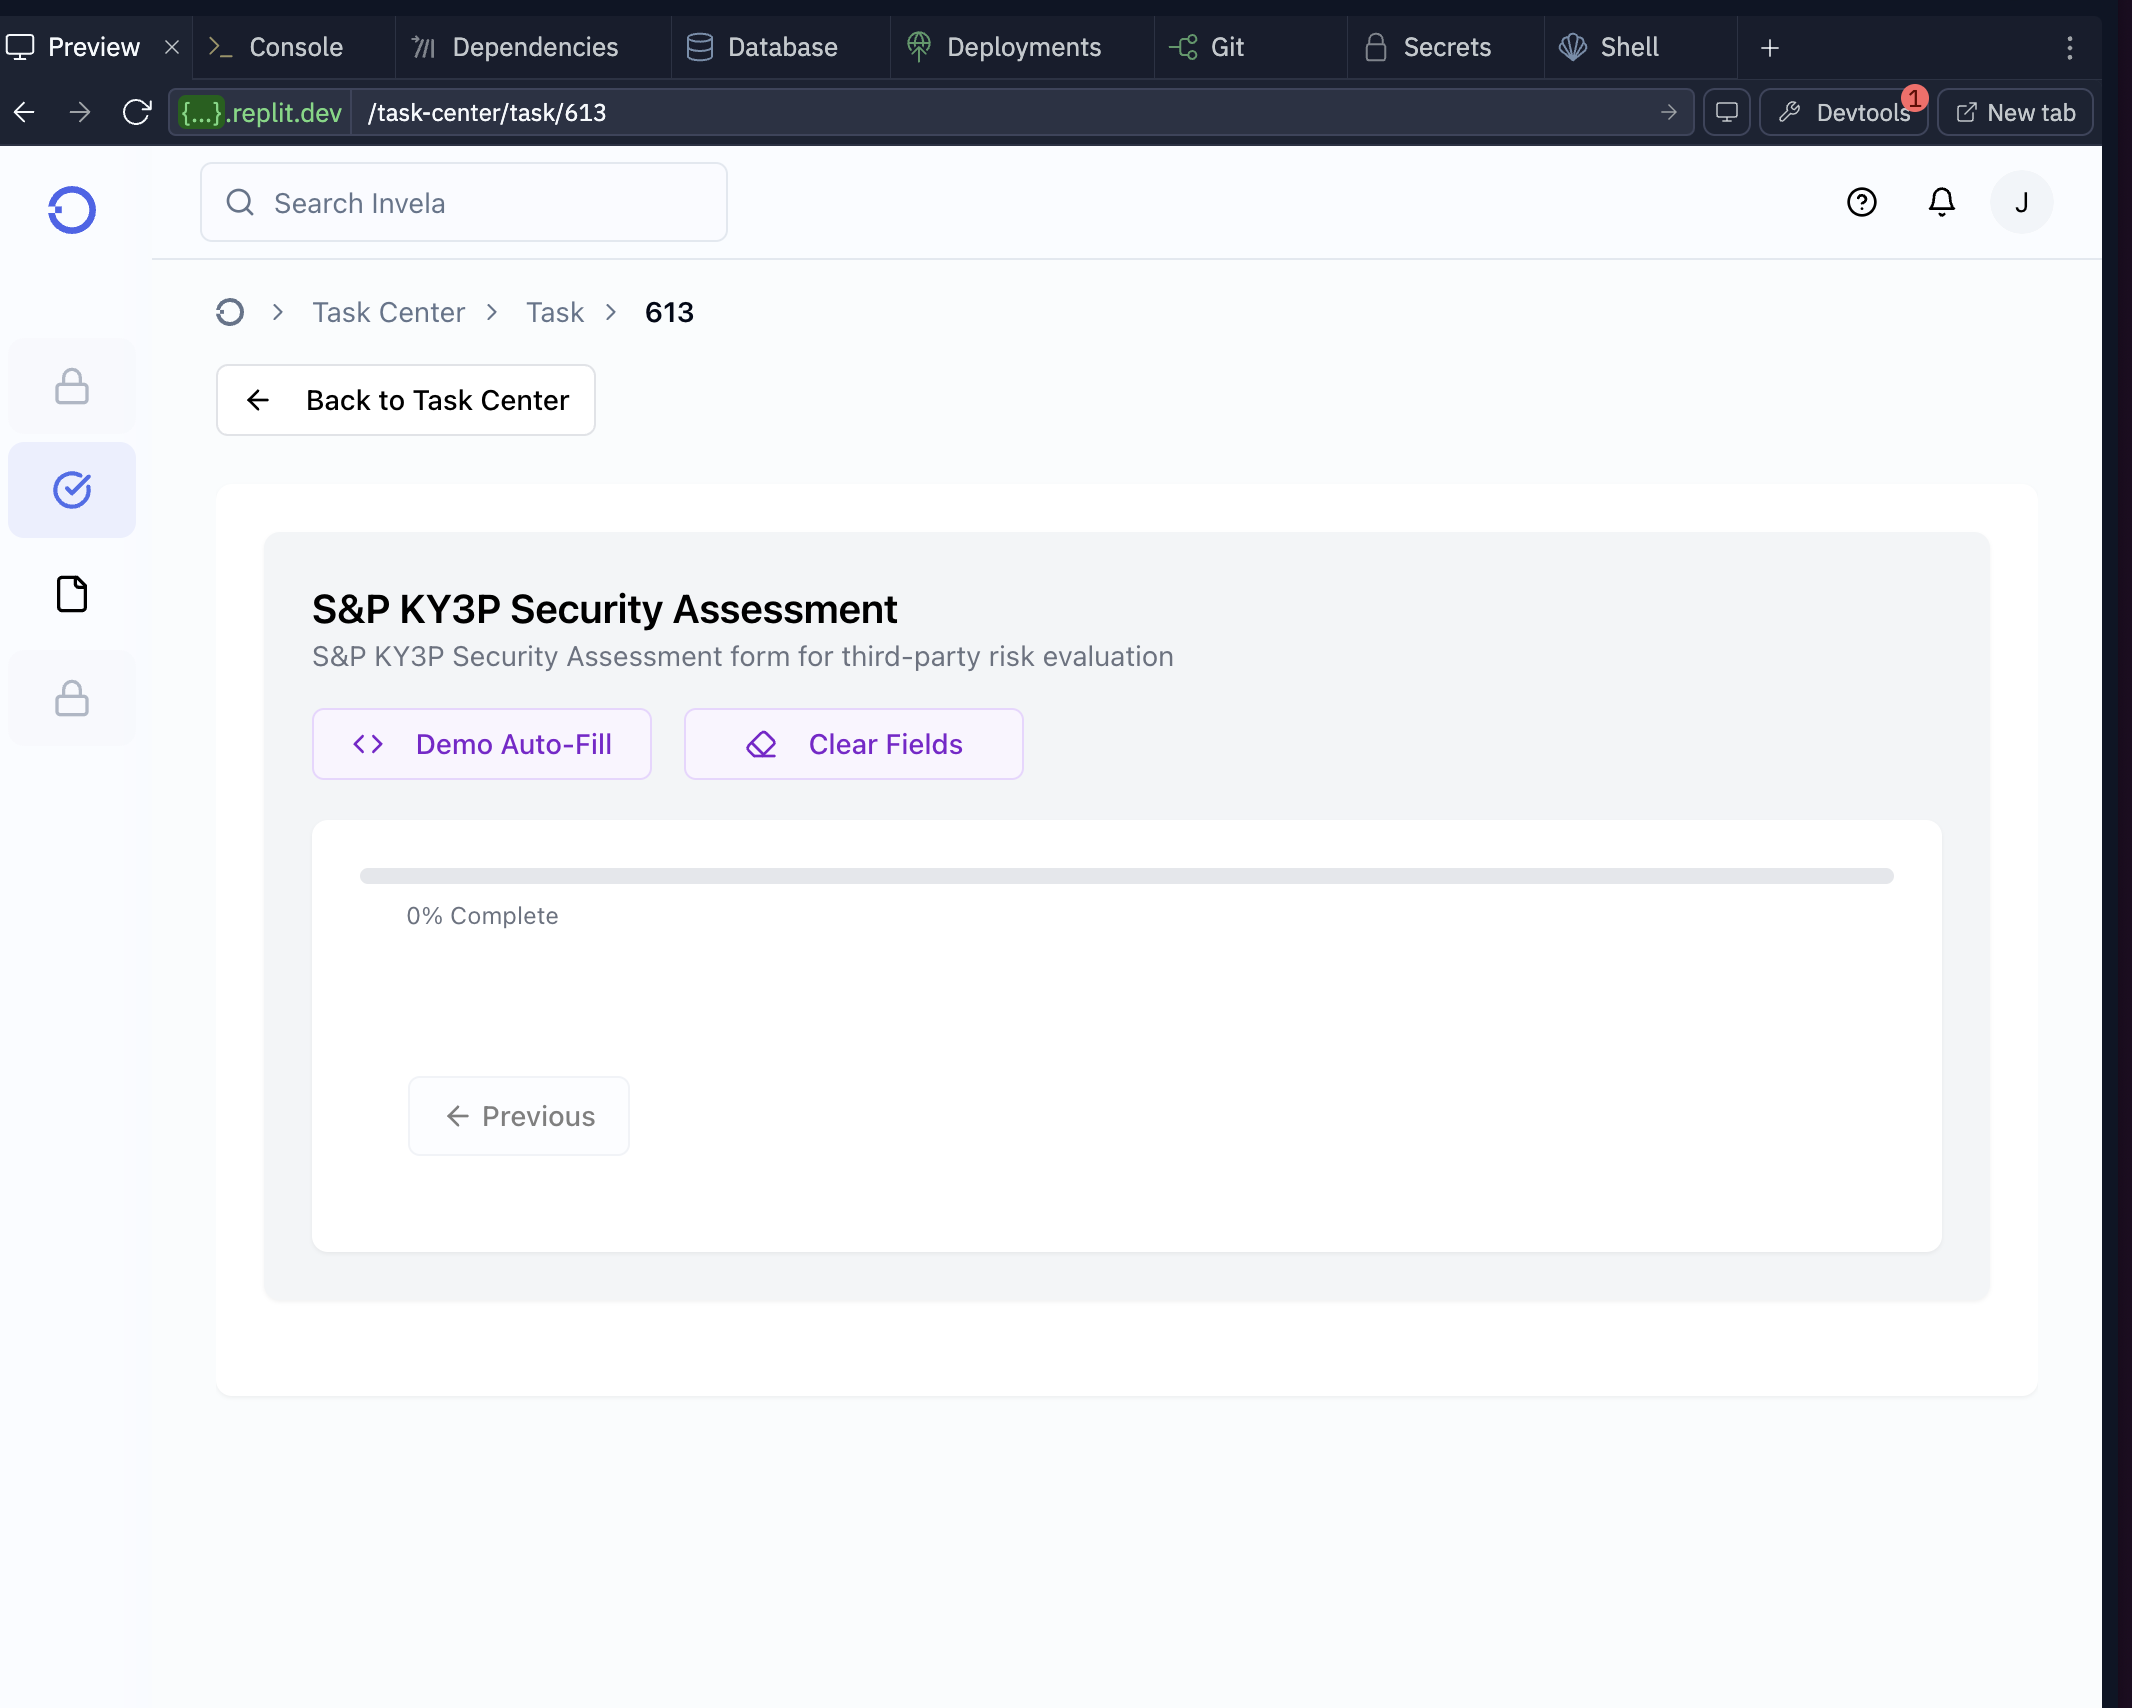 Preview
Console
Dependencies
Database
Deployments
Git
Secrets
Shell
{...}.replit.dev
/task-center/task/613
Devtools
1
New tab
Search Invela
J
Task Center
Task
613
Back to Task Center
S&P KY3P Security Assessment
S&P KY3P Security Assessment form for third-party risk evaluation
Demo Auto-Fill
Clear Fields
0% Complete
Previous